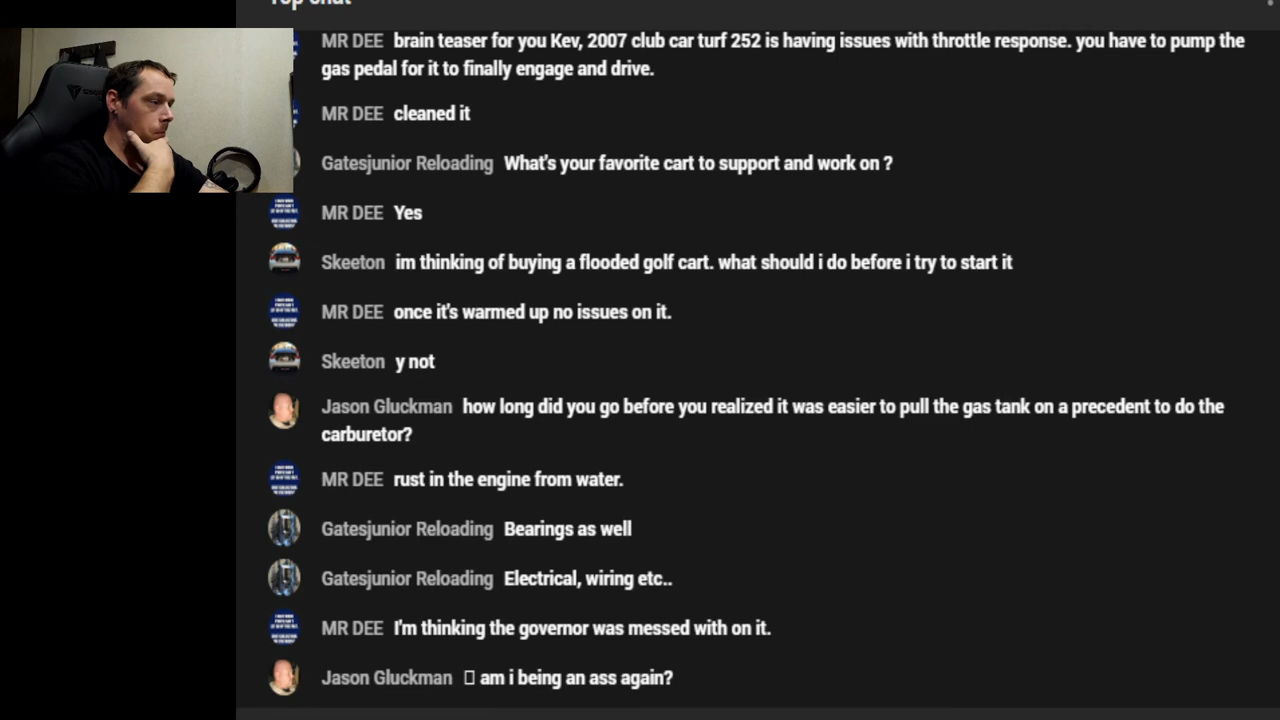 Top chat
MR DEE brain teaser for you Kev, 2007 club car turf 252 is having issues with throttle response. you have to pump the
gas pedal for it to finally engage and drive.
MR DEE cleaned it
Gatesjunior Reloading What's your favorite cart to support and work on ?
MR DEE Yes
Skeeton im thinking of buying a flooded golf cart. what should i do before i try to start it
MR DEE once it's warmed up no issues on it.
Skeeton y not
Jason Gluckman how long did you go before you realized it was easier to pull the gas tank on a precedent to do the
carburetor?
MR DEE rust in the engine from water.
Gatesjunior Reloading Bearings as well
Gatesjunior Reloading Electrical, wiring etc..
MR DEE I'm thinking the governor was messed with on it.
Jason Gluckman am i being an ass again?